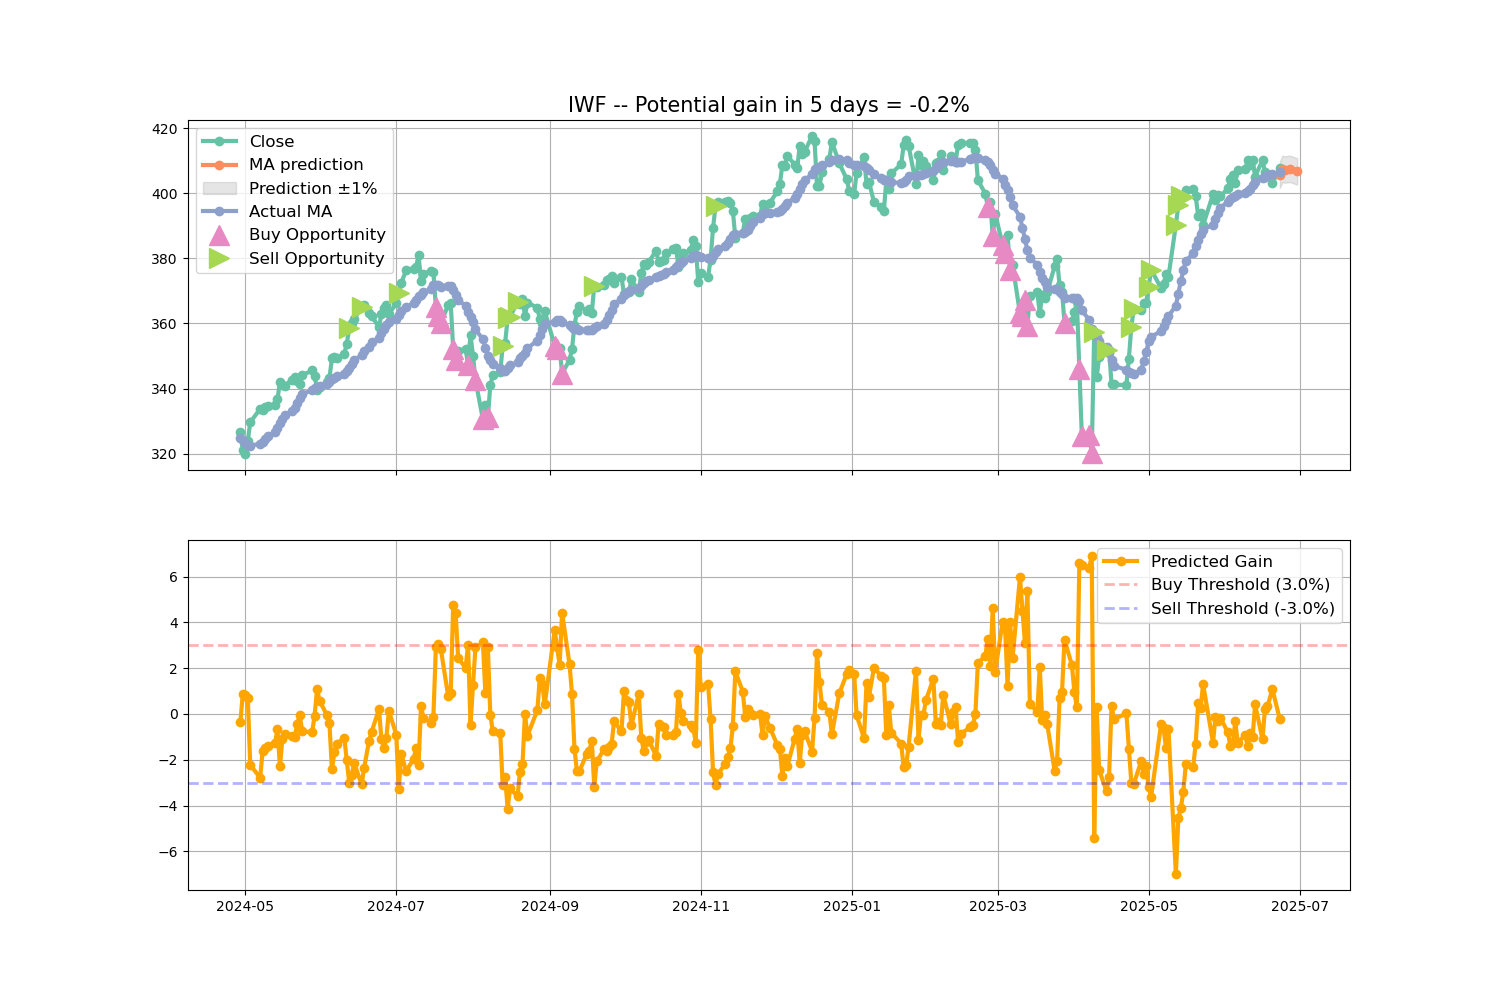 IWF -- Potential gain in 5 days = -0.2%
420
400
380
360
340
320
Close
MA prediction
Prediction ±1%
Actual MA
Buy Opportunity
Sell Opportunity
6
4
2
0
−2
−4
−6
Predicted Gain
Buy Threshold (3.0%)
Sell Threshold (-3.0%)
2024-05
2024-07
2024-09
2024-11
2025-01
2025-03
2025-05
2025-07